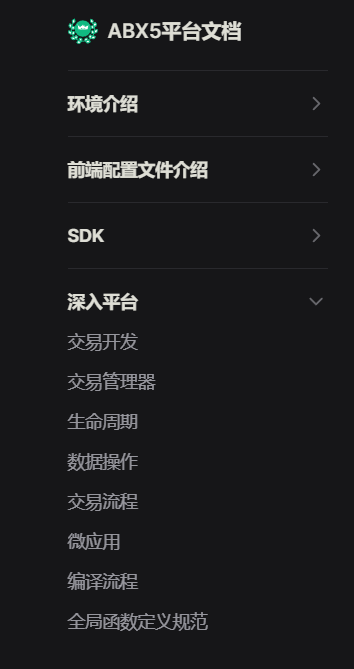 ABX5平台文档
环境介绍
前端配置文件介绍
SDK
深入平台
交易开发
交易管理器
生命周期
数据操作
交易流程
微应用
编译流程
全局函数定义规范